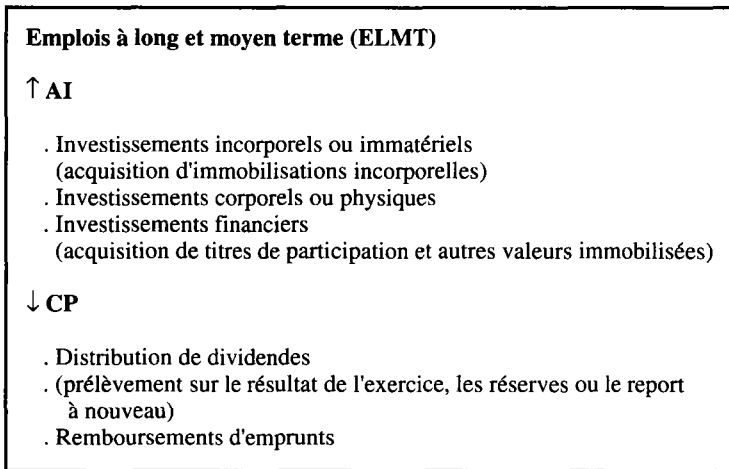 Emplois à long et moyen terme (ELMT)
↑ AI
. Investissements incorporels ou immatériels
(acquisition d'immobilisations incorporelles)
. Investissements corporels ou physiques
. Investissements financiers
(acquisition de titres de participation et autres valeurs immobilisées)
↓ CP
. Distribution de dividendes
. (prélèvement sur le résultat de l'exercice, les réserves ou le report
à nouveau)
. Remboursements d'emprunts